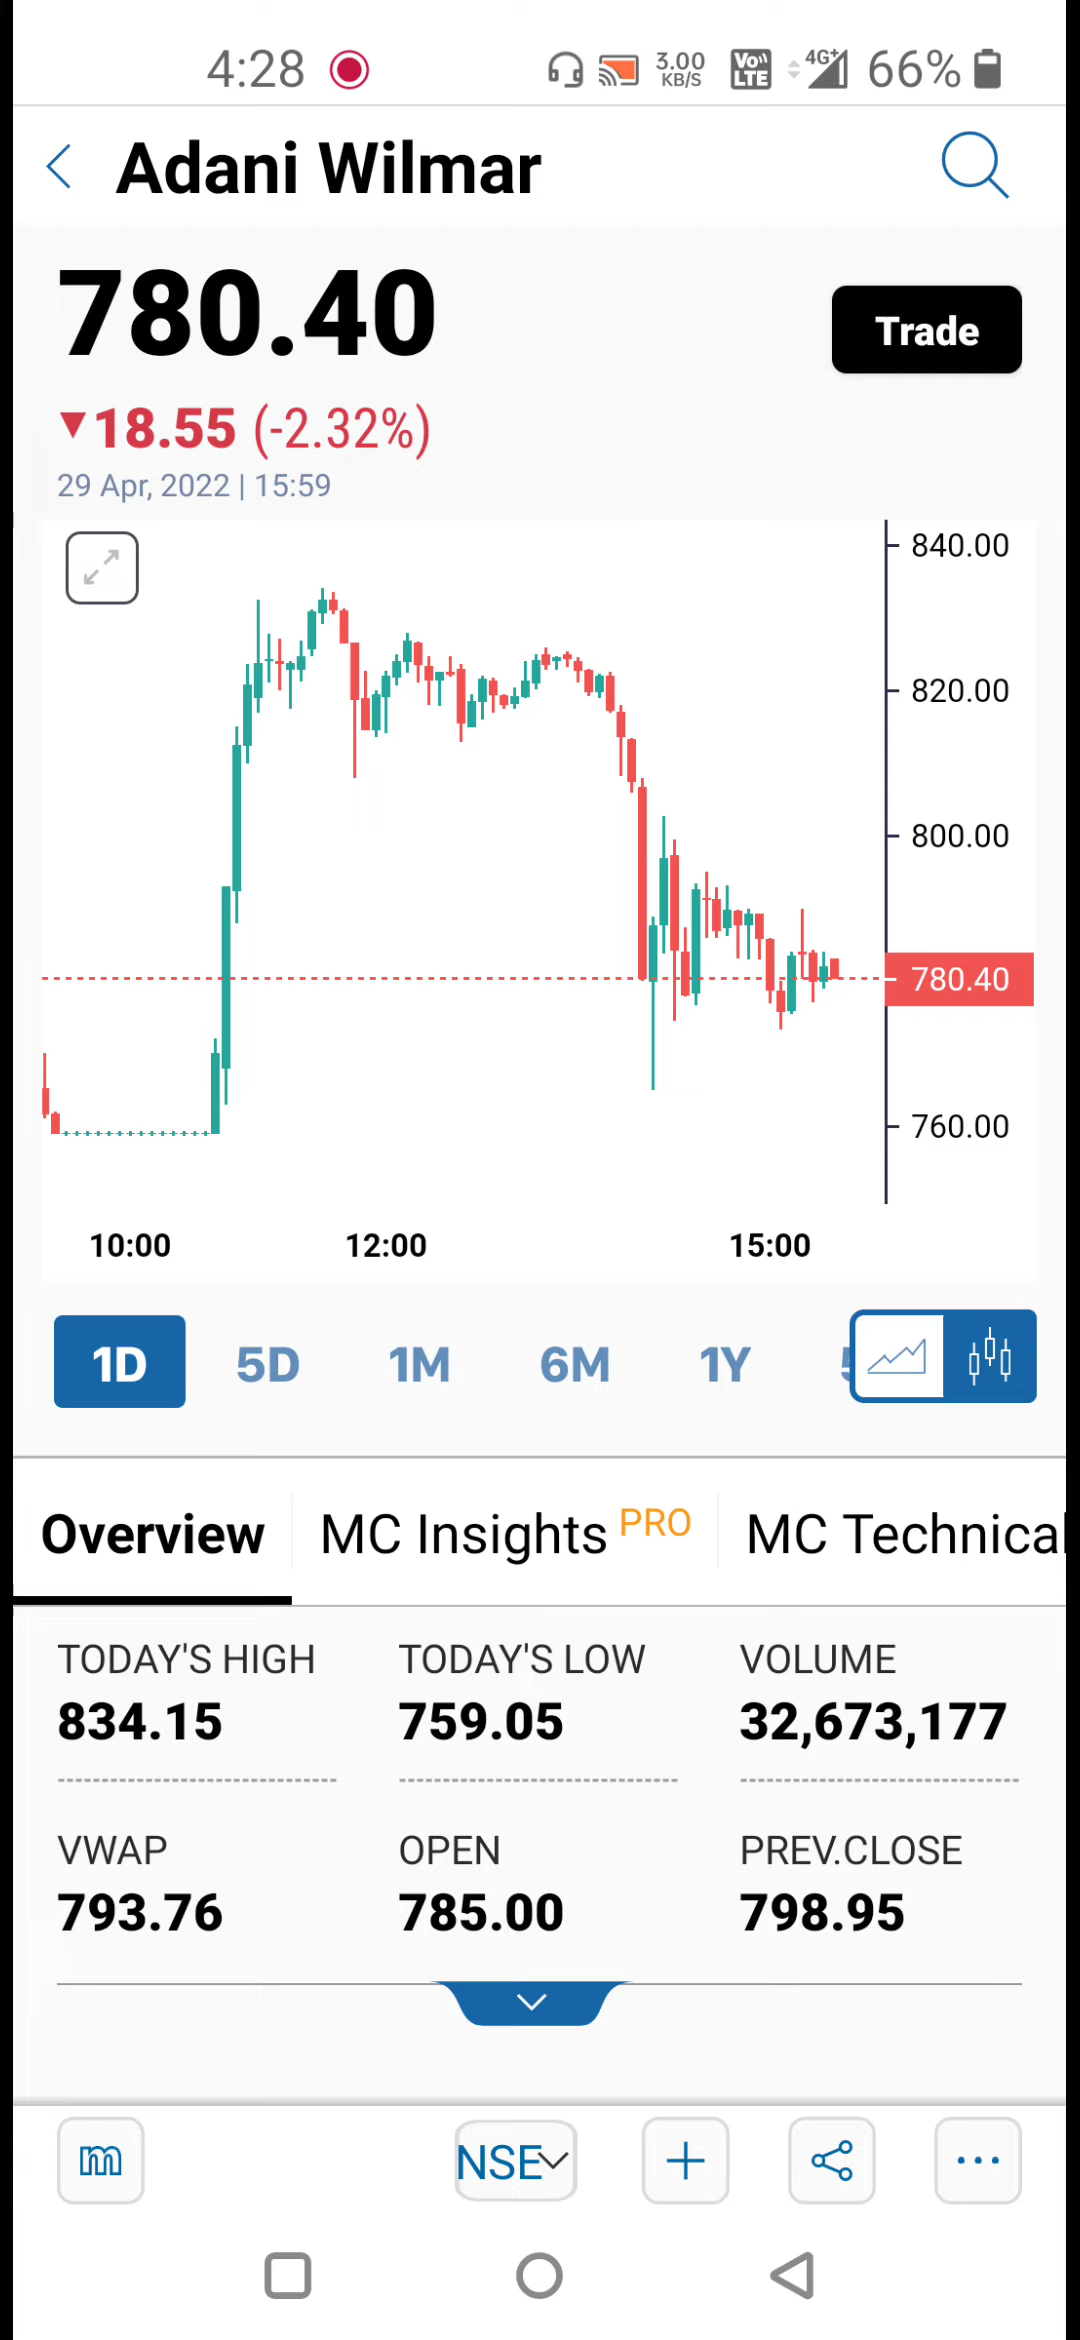 4:28 3.00 KB/S VoLTE 4G+ 66%
Adani Wilmar
780.40
Trade
▼18.55 (-2.32%)
29 Apr, 2022 | 15:59
840.00
820.00
800.00
780.40
760.00
10:00 12:00 15:00
1D 5D 1M 6M 1Y
Overview MC Insights PRO MC Technical
TODAY'S HIGH TODAY'S LOW VOLUME
834.15 759.05 32,673,177
VWAP OPEN PREV.CLOSE
793.76 785.00 798.95
m NSE